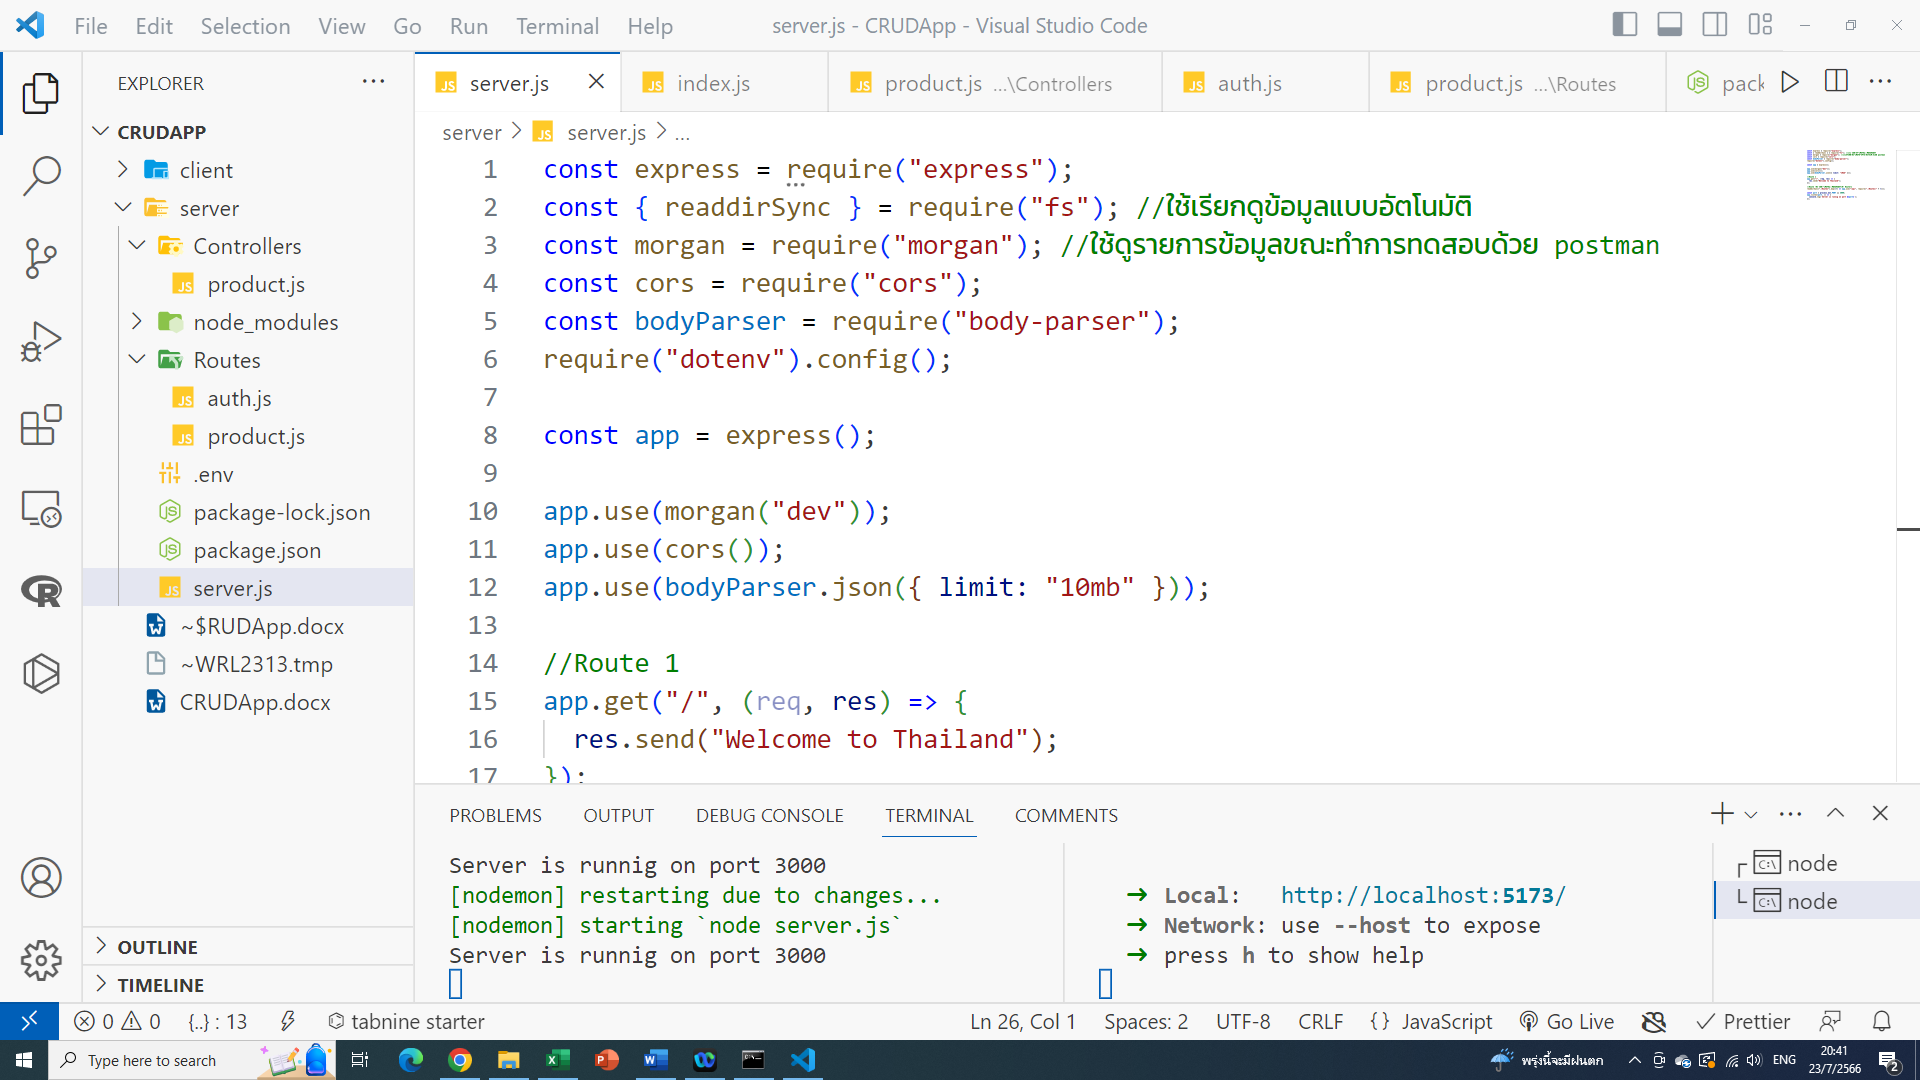 File Edit Selection View Go Run Terminal Help server.js - CRUDApp - Visual Studio Code
EXPLORER
CRUDAPP
client
server
Controllers
product.js
node_modules
Routes
auth.js
product.js
.env
package-lock.json
package.json
server.js
~$RUDApp.docx
~WRL2313.tmp
CRUDApp.docx
OUTLINE
TIMELINE
server.js index.js product.js ...\Controllers auth.js product.js ...\Routes pack
server > server.js > ...
1 const express = require("express");
2 const { readdirSync } = require("fs"); //ใช้เรียกดูข้อมูลแบบอัตโนมัติ
3 const morgan = require("morgan"); //ใช้ดูรายการข้อมูลขณะทำการทดสอบด้วย postman
4 const cors = require("cors");
5 const bodyParser = require("body-parser");
6 require("dotenv").config();
7
8 const app = express();
9
10 app.use(morgan("dev"));
11 app.use(cors());
12 app.use(bodyParser.json({ limit: "10mb" }));
13
14 //Route 1
15 app.get("/", (req, res) => {
16 res.send("Welcome to Thailand");
17 });
PROBLEMS OUTPUT DEBUG CONSOLE TERMINAL COMMENTS
Server is runnig on port 3000
[nodemon] restarting due to changes...
[nodemon] starting `node server.js`
Server is runnig on port 3000
➜ Local: http://localhost:5173/
➜ Network: use --host to expose
➜ press h to show help
node
node
0 0 {..} : 13 tabnine starter Ln 26, Col 1 Spaces: 2 UTF-8 CRLF {} JavaScript Go Live Prettier
Type here to search พรุ่งนี้จะมีฝนตก ENG 20:41
23/7/2566 2